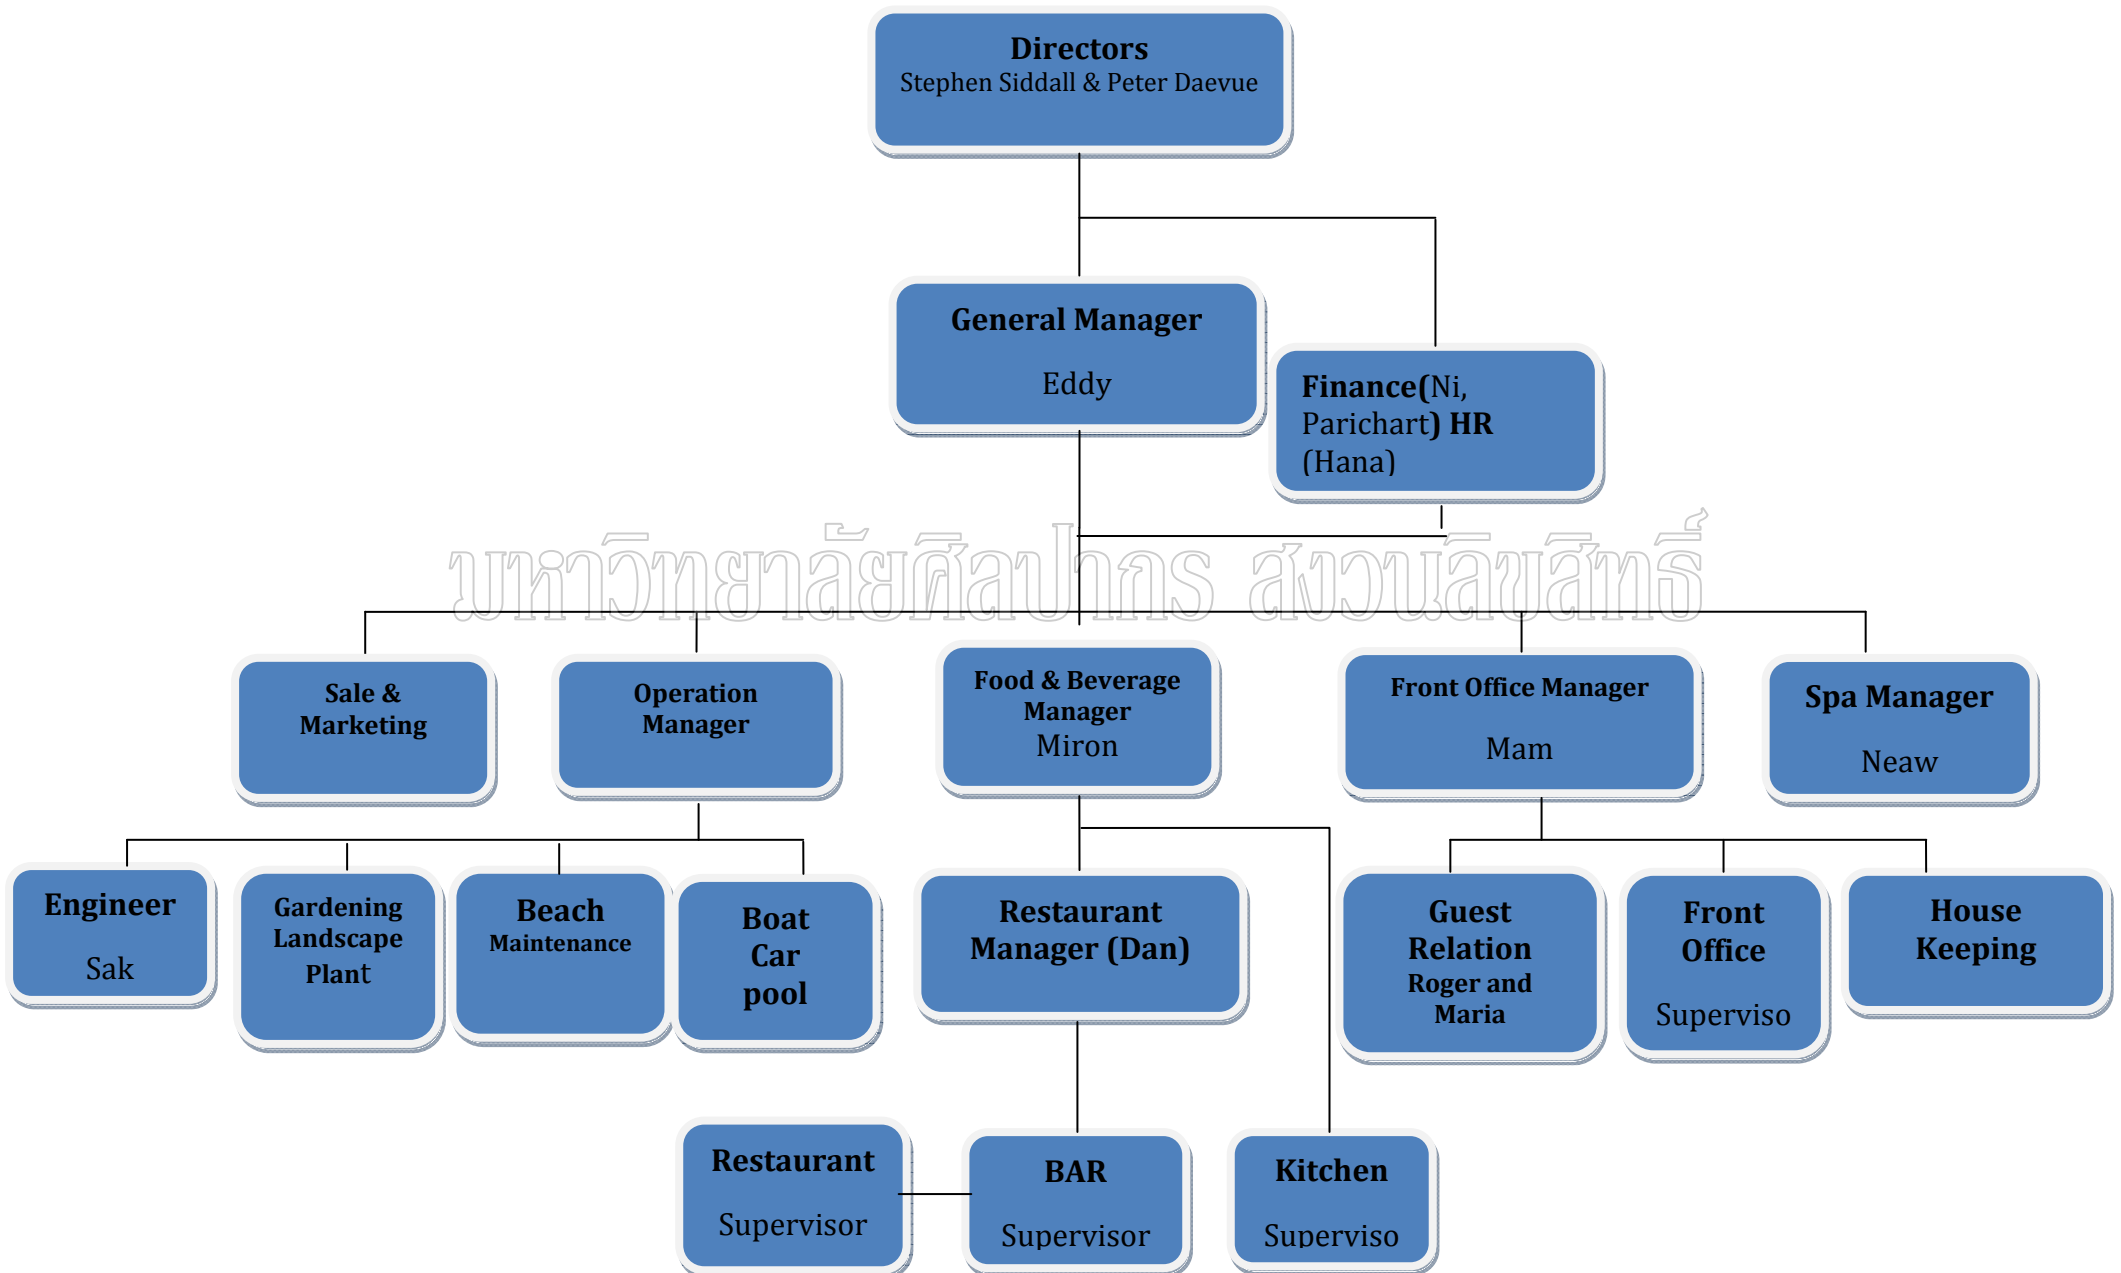 Directors
Stephen Siddall & Peter Daevue
General Manager
Eddy
Finance(Ni,
Parichart) HR
(Hana)
มหาวิทยาลัยศิลปากร สงวนลิขสิทธิ์
Sale &
Marketing
Operation
Manager
Food & Beverage
Manager
Miron
Front Office Manager
Mam
Spa Manager
Neaw
Engineer
Sak
Gardening
Landscape
Plant
Beach
Maintenance
Boat
Car
pool
Restaurant
Manager (Dan)
Guest
Relation
Roger and
Maria
Front
Office
Superviso
House
Keeping
Restaurant
Supervisor
BAR
Supervisor
Kitchen
Superviso